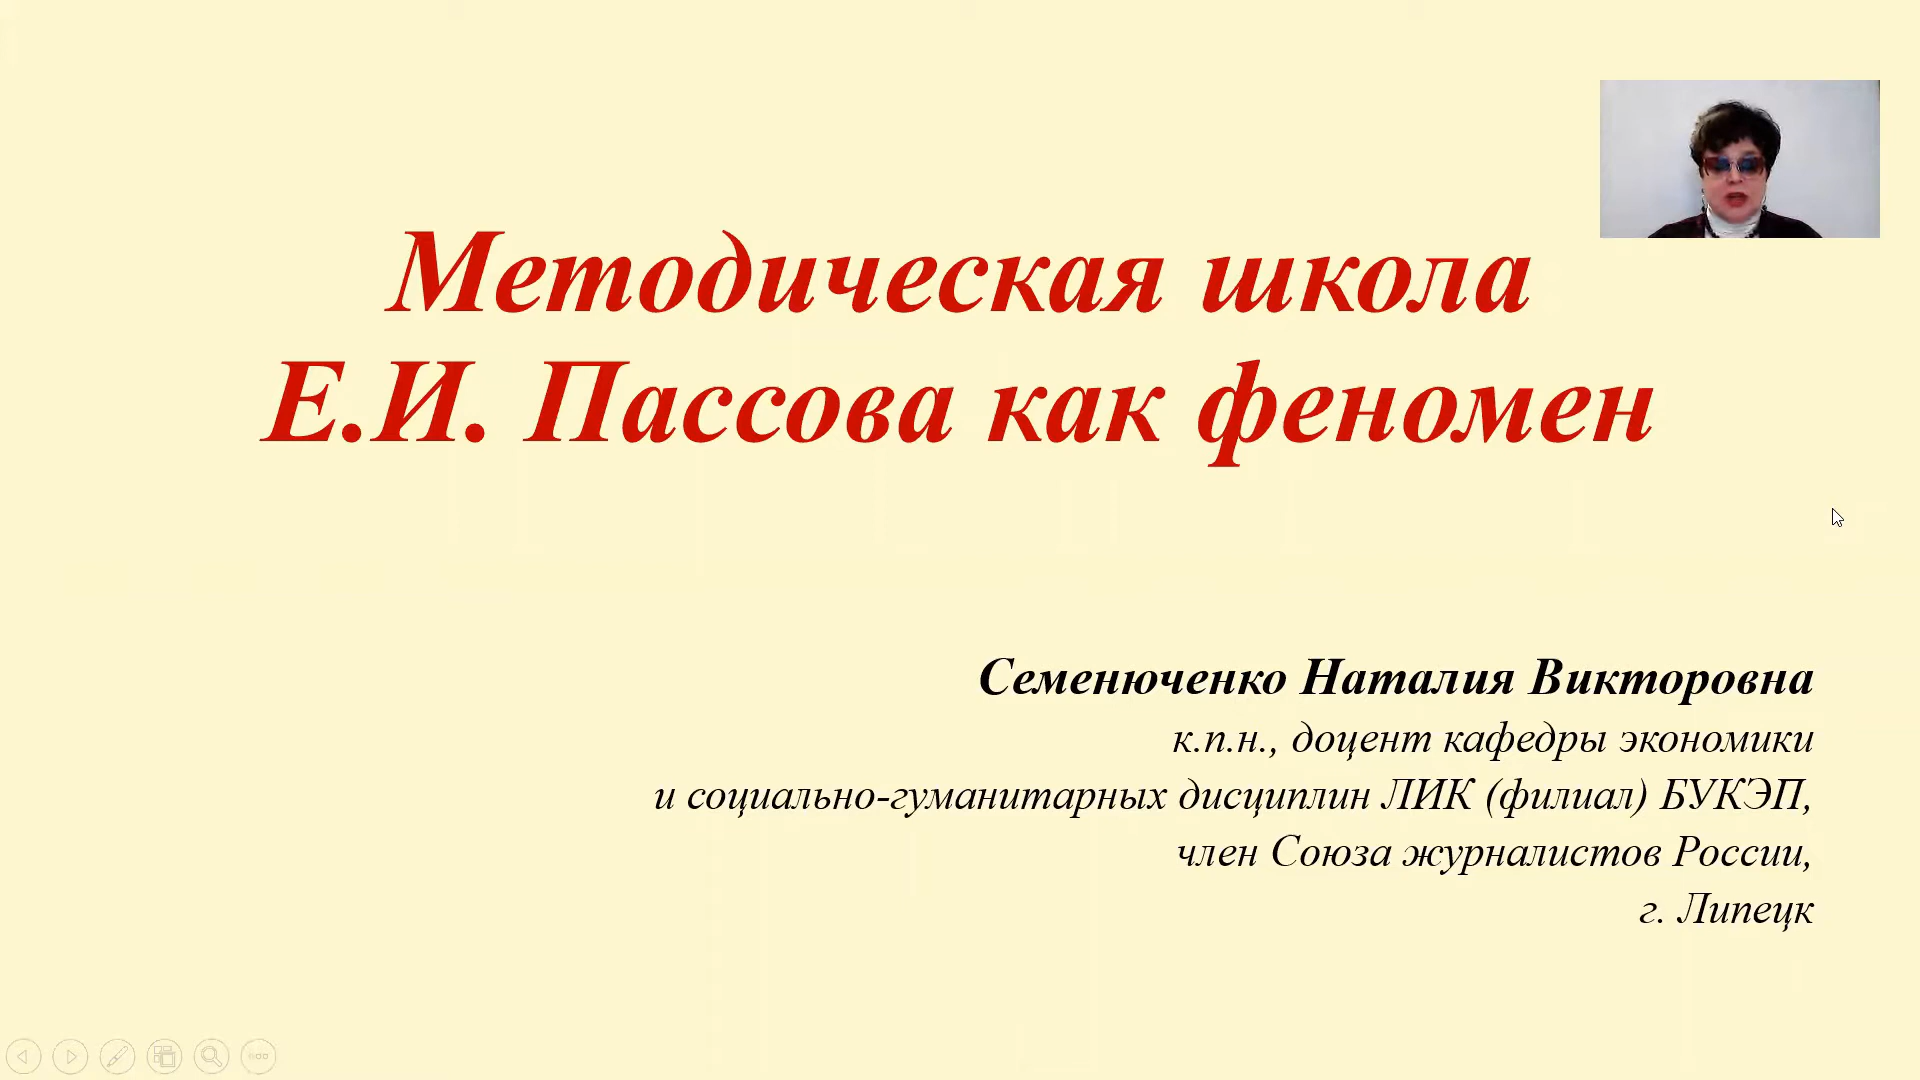 Методическая школа
Е.И. Пассова как феномен
Семенюченко Наталия Викторовна
к.п.н., доцент кафедры экономики
и социально-гуманитарных дисциплин ЛИК (филиал) БУКЭП,
член Союза журналистов России,
г. Липецк